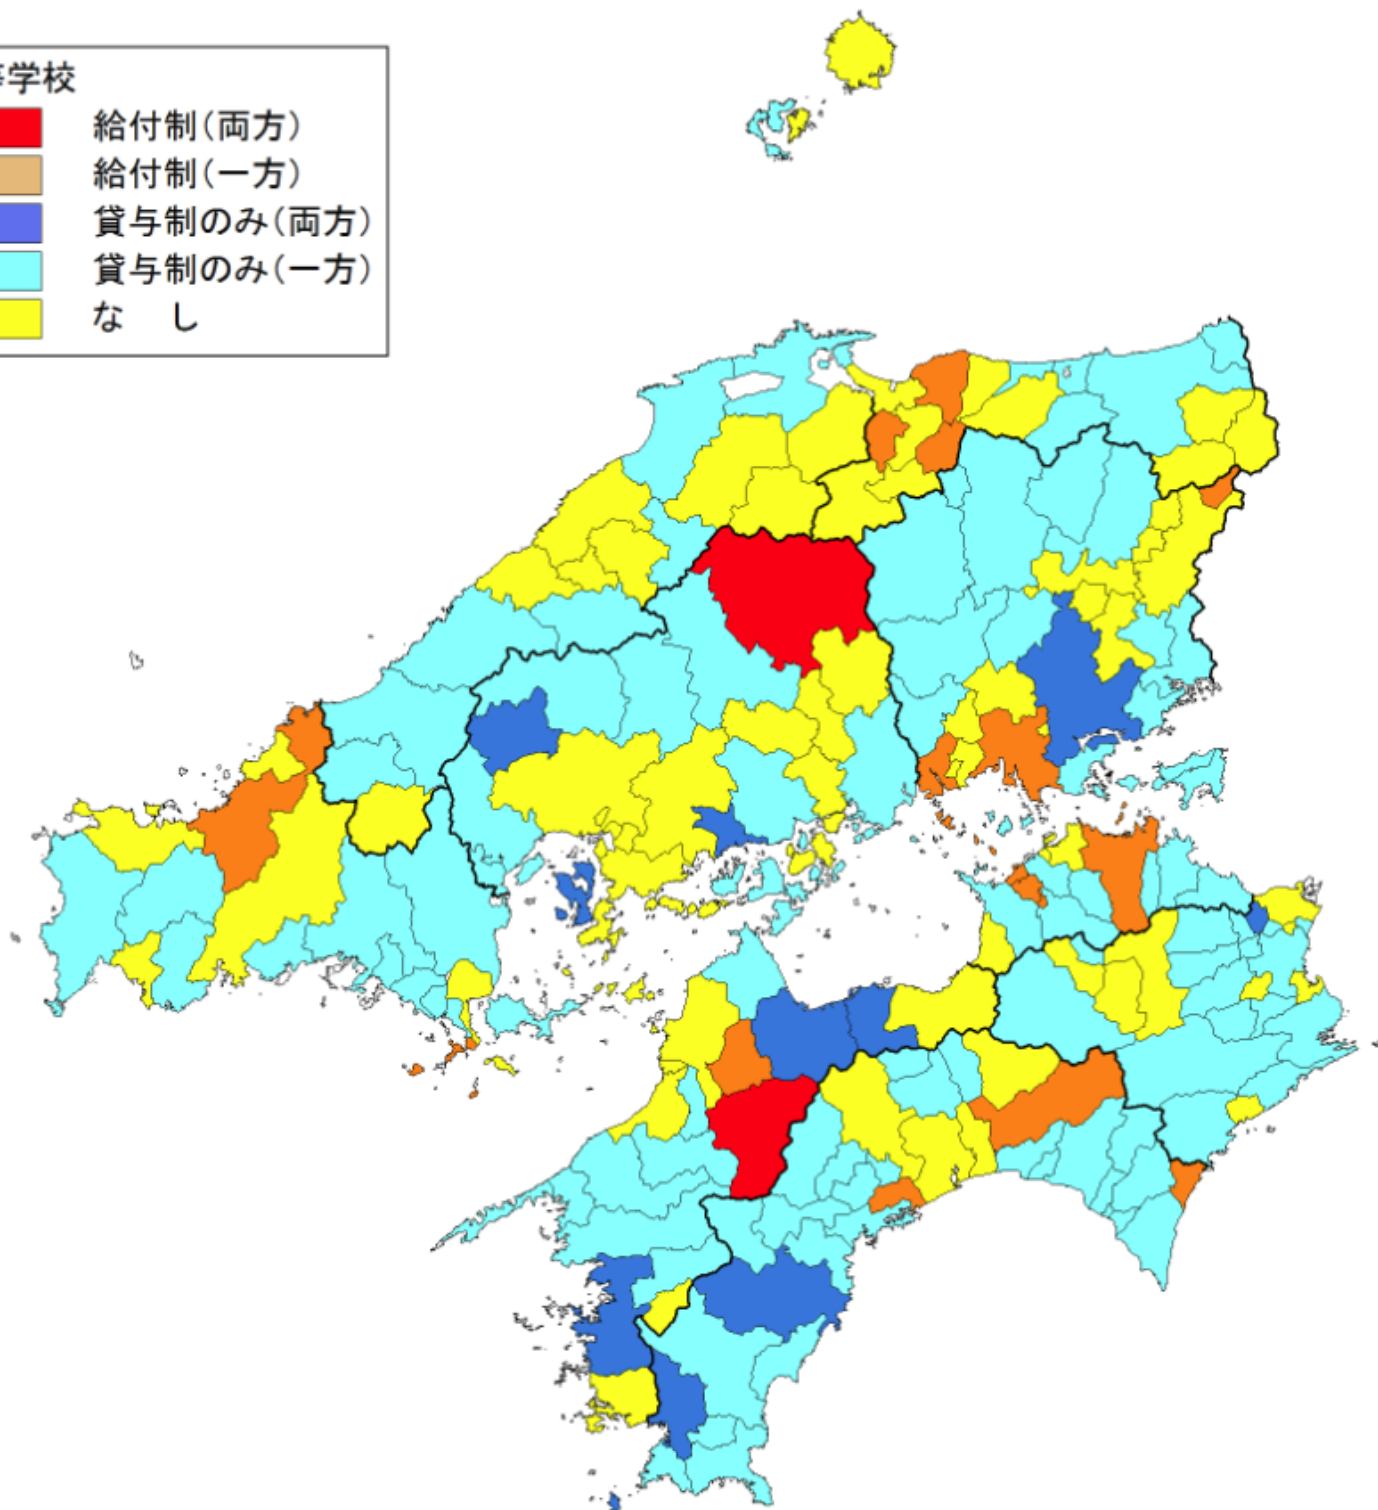 学校
給付制(両方)
給付制(一方)
貸与制のみ(両方)
貸与制のみ(一方)
な し